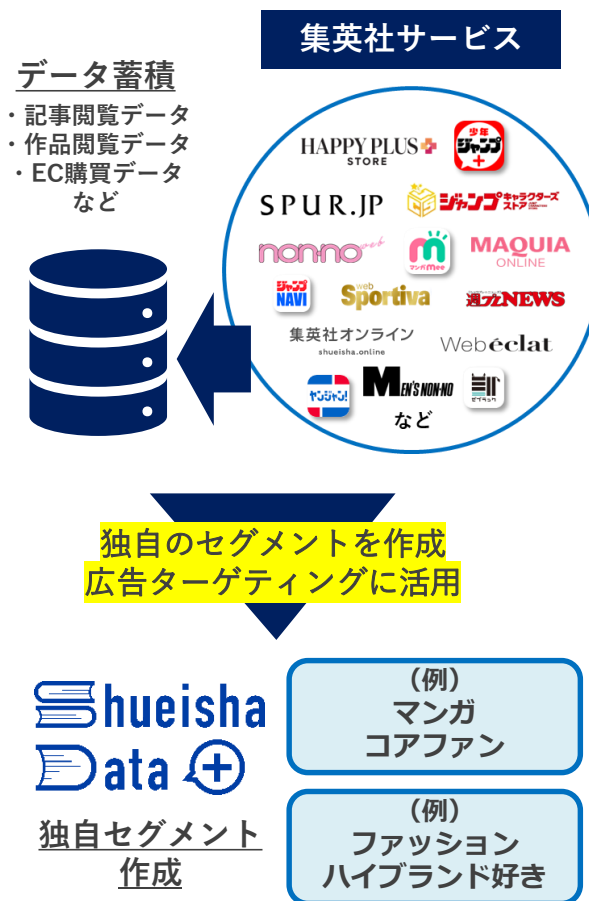 集英社サービス
データ蓄積
・記事閲覧データ
・作品閲覧データ
・EC購買データ
など
HAPPY PLUS
STORE
少年
ジャンプ
+
SPUR.JP
ジャンプキャラクターズ
ストア
non-no web
マンガMee
MAQUIA
ONLINE
ジャンプ
NAVI
web
Sportiva
週プレNEWS
集英社オンライン
shueisha.online
Web éclat
ヤンジャン!
MEN'S NON-NO
ゼブラック
など
独自のセグメントを作成
広告ターゲティングに活用
Shueisha
Data +
独自セグメント
作成
(例)
マンガ
コアファン
(例)
ファッション
ハイブランド好き